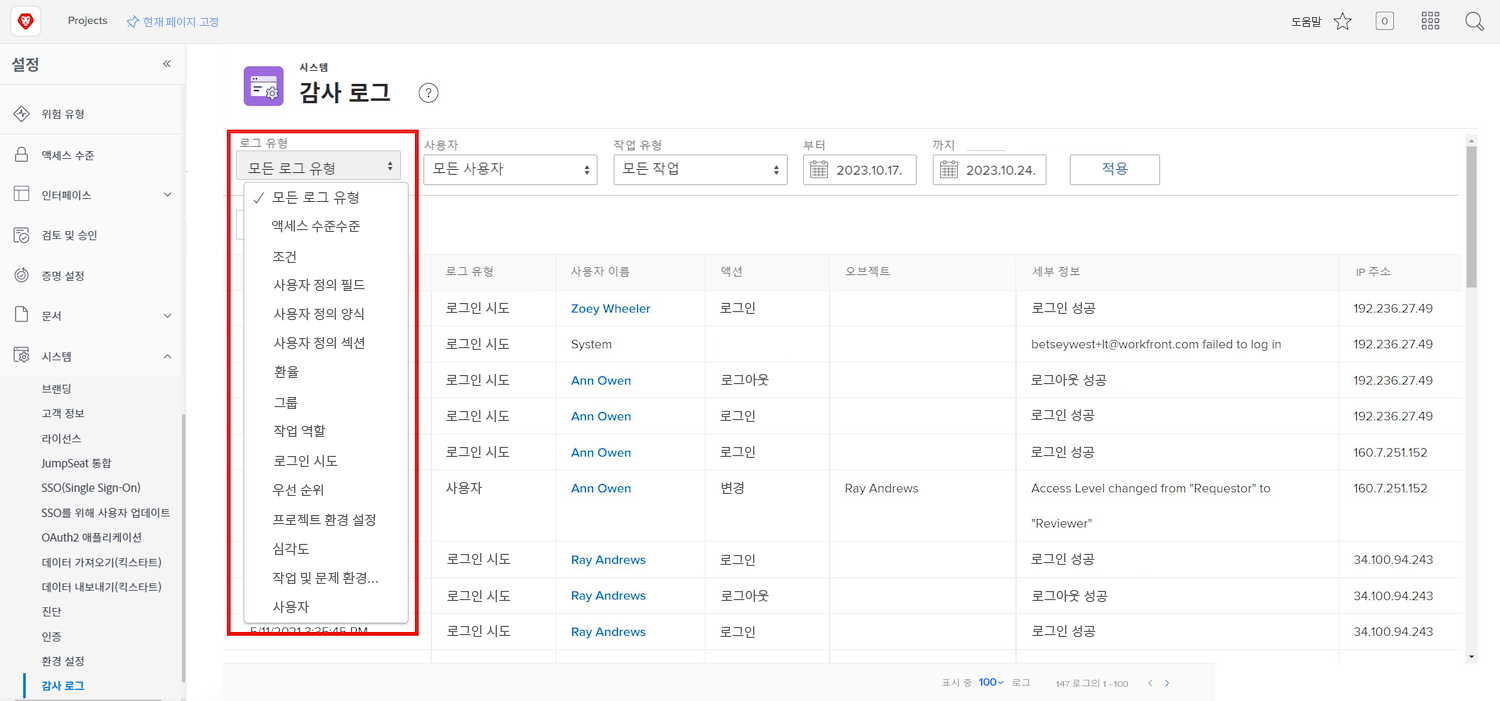 Projects
현재 페이지 고정
도움말
0
설정
«
위험 유형
액세스 수준
인터페이스
검토 및 승인
증명 설정
문서
시스템
브랜딩
고객 정보
라이선스
JumpSeat 통합
SSO(Single Sign-On)
SSO를 위해 사용자 업데이트
OAuth2 애플리케이션
데이터 가져오기(킥스타트)
데이터 내보내기(킥스타트)
진단
인증
환경 설정
감사 로그
시스템
감사 로그
?
로그 유형 사용자 작업 유형 부터 까지
모든 로그 유형 모든 사용자 모든 작업 2023.10.17. 2023.10.24. 적용
✓ 모든 로그 유형
액세스 수준수준
조건
사용자 정의 필드
사용자 정의 양식
사용자 정의 섹션
환율
그룹
작업 역할
로그인 시도
우선 순위
프로젝트 환경 설정
심각도
작업 및 문제 환경...
사용자
5/11/2021 3:35:45 PM
로그 유형 사용자 이름 액션 오브젝트 세부 정보 IP 주소
로그인 시도 Zoey Wheeler 로그인 로그인 성공 192.236.27.49
로그인 시도 System betseywest+lt@workfront.com failed to log in 192.236.27.49
로그인 시도 Ann Owen 로그아웃 로그아웃 성공 192.236.27.49
로그인 시도 Ann Owen 로그인 로그인 성공 192.236.27.49
로그인 시도 Ann Owen 로그인 로그인 성공 160.7.251.152
사용자 Ann Owen 변경 Ray Andrews Access Level changed from "Requestor" to 160.7.251.152
"Reviewer"
로그인 시도 Ray Andrews 로그인 로그인 성공 34.100.94.243
로그인 시도 Ray Andrews 로그아웃 로그아웃 성공 34.100.94.243
로그인 시도 Ray Andrews 로그인 로그인 성공 34.100.94.243
표시 중 100 로그 147 로그의 1 - 100